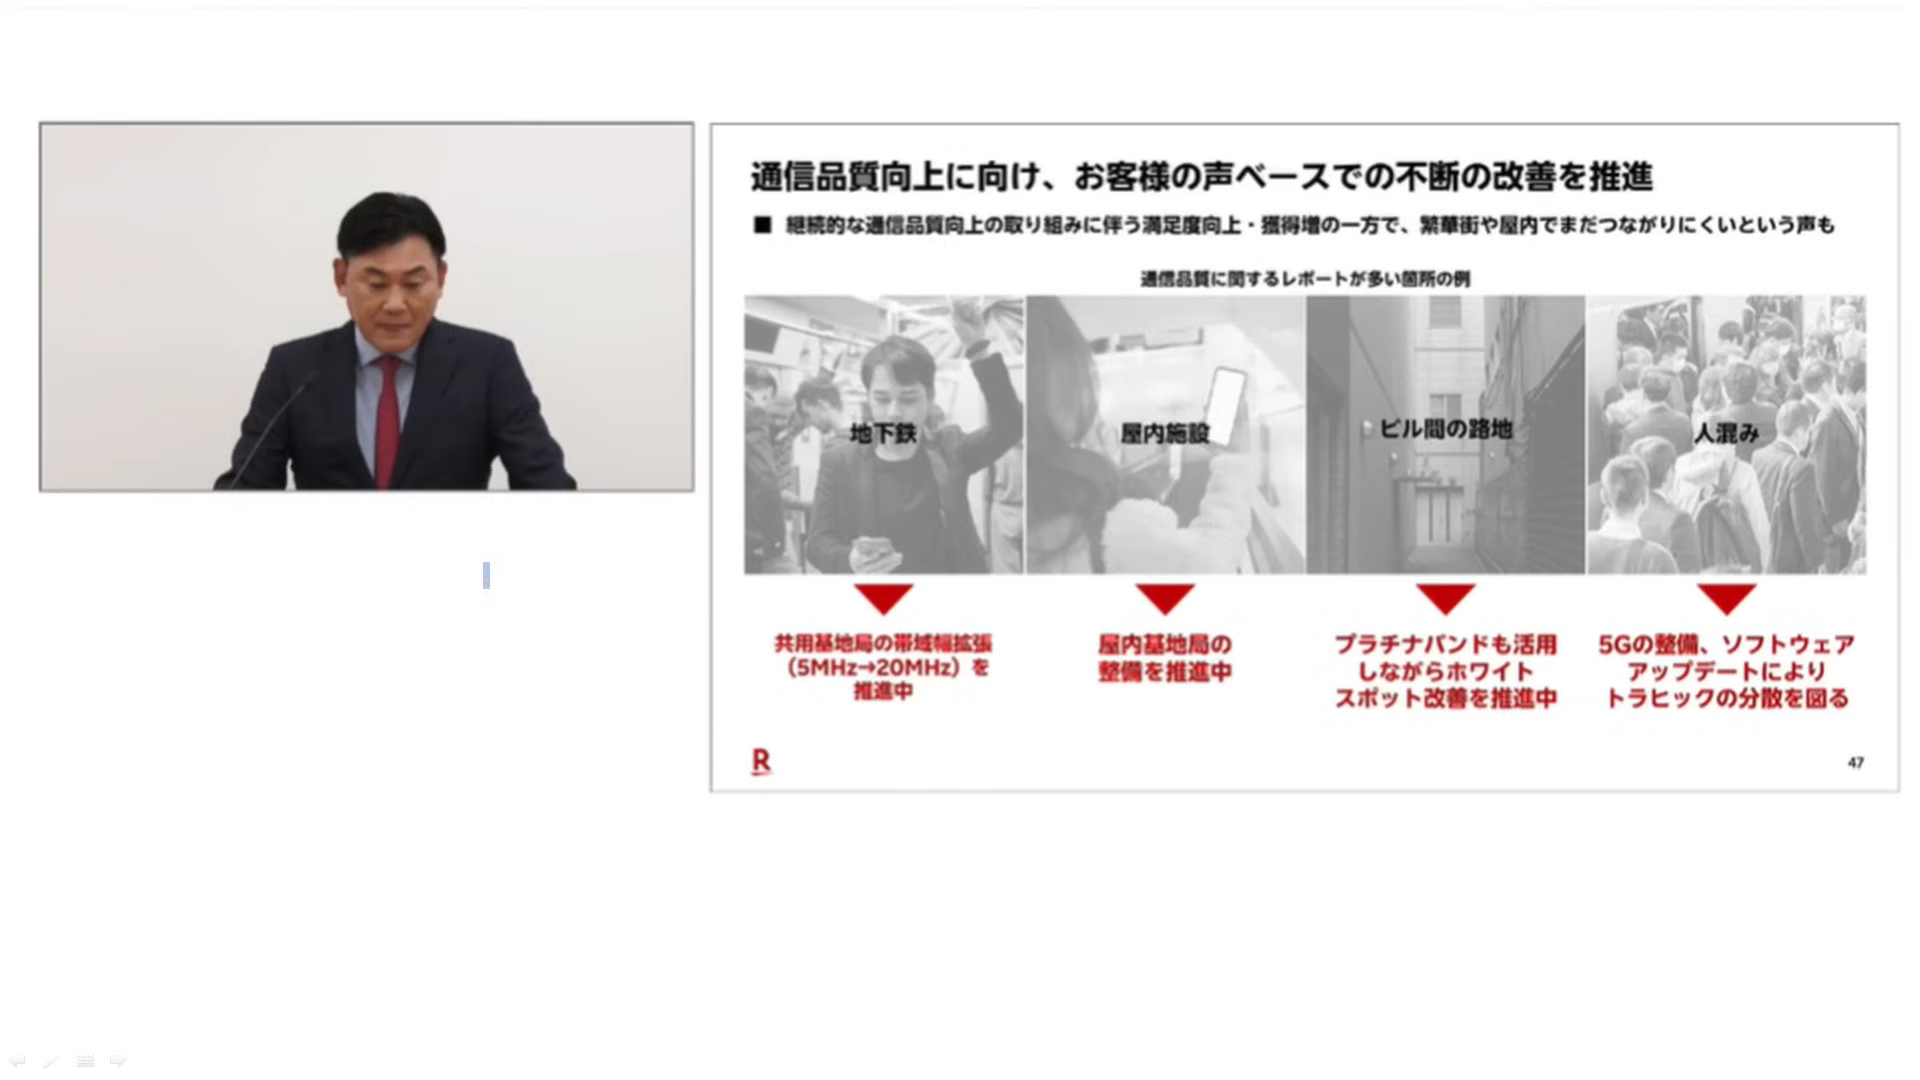 通信品質向上に向け、お客様の声ベースでの不断の改善を推進
■ 継続的な通信品質向上の取り組みに伴う満足度向上・獲得増の一方で、繁華街や屋内でまだつながりにくいという声も
通信品質に関するレポートが多い箇所の例
地下鉄
屋内施設
ビル間の路地
人混み
共用基地局の帯域幅拡張
（5MHz→20MHz）を
推進中
屋内基地局の
整備を推進中
プラチナバンドも活用
しながらホワイト
スポット改善を推進中
5Gの整備、ソフトウェア
アップデートにより
トラヒックの分散を図る
R
47